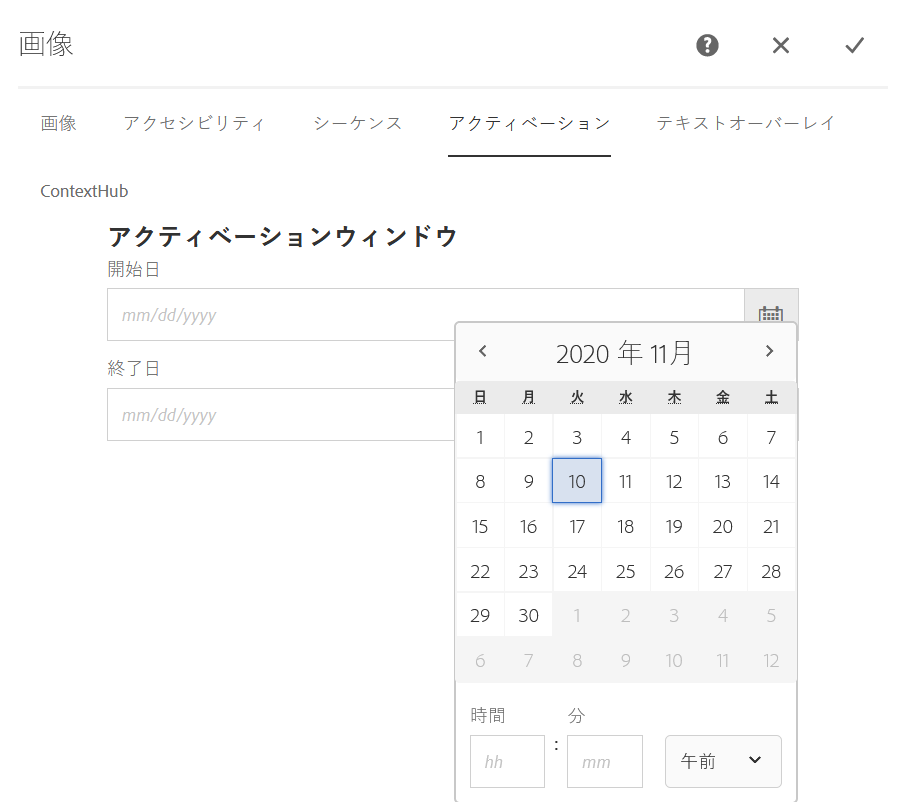 画像
?
画像 アクセシビリティ シーケンス アクティベーション テキストオーバーレイ
ContextHub
アクティベーションウィンドウ
開始日
mm/dd/yyyy
終了日
mm/dd/yyyy
2020 年 11月
日 月 火 水 木 金 土
1 2 3 4 5 6 7
8 9 10 11 12 13 14
15 16 17 18 19 20 21
22 23 24 25 26 27 28
29 30 1 2 3 4 5
6 7 8 9 10 11 12
時間 分
hh : mm 午前